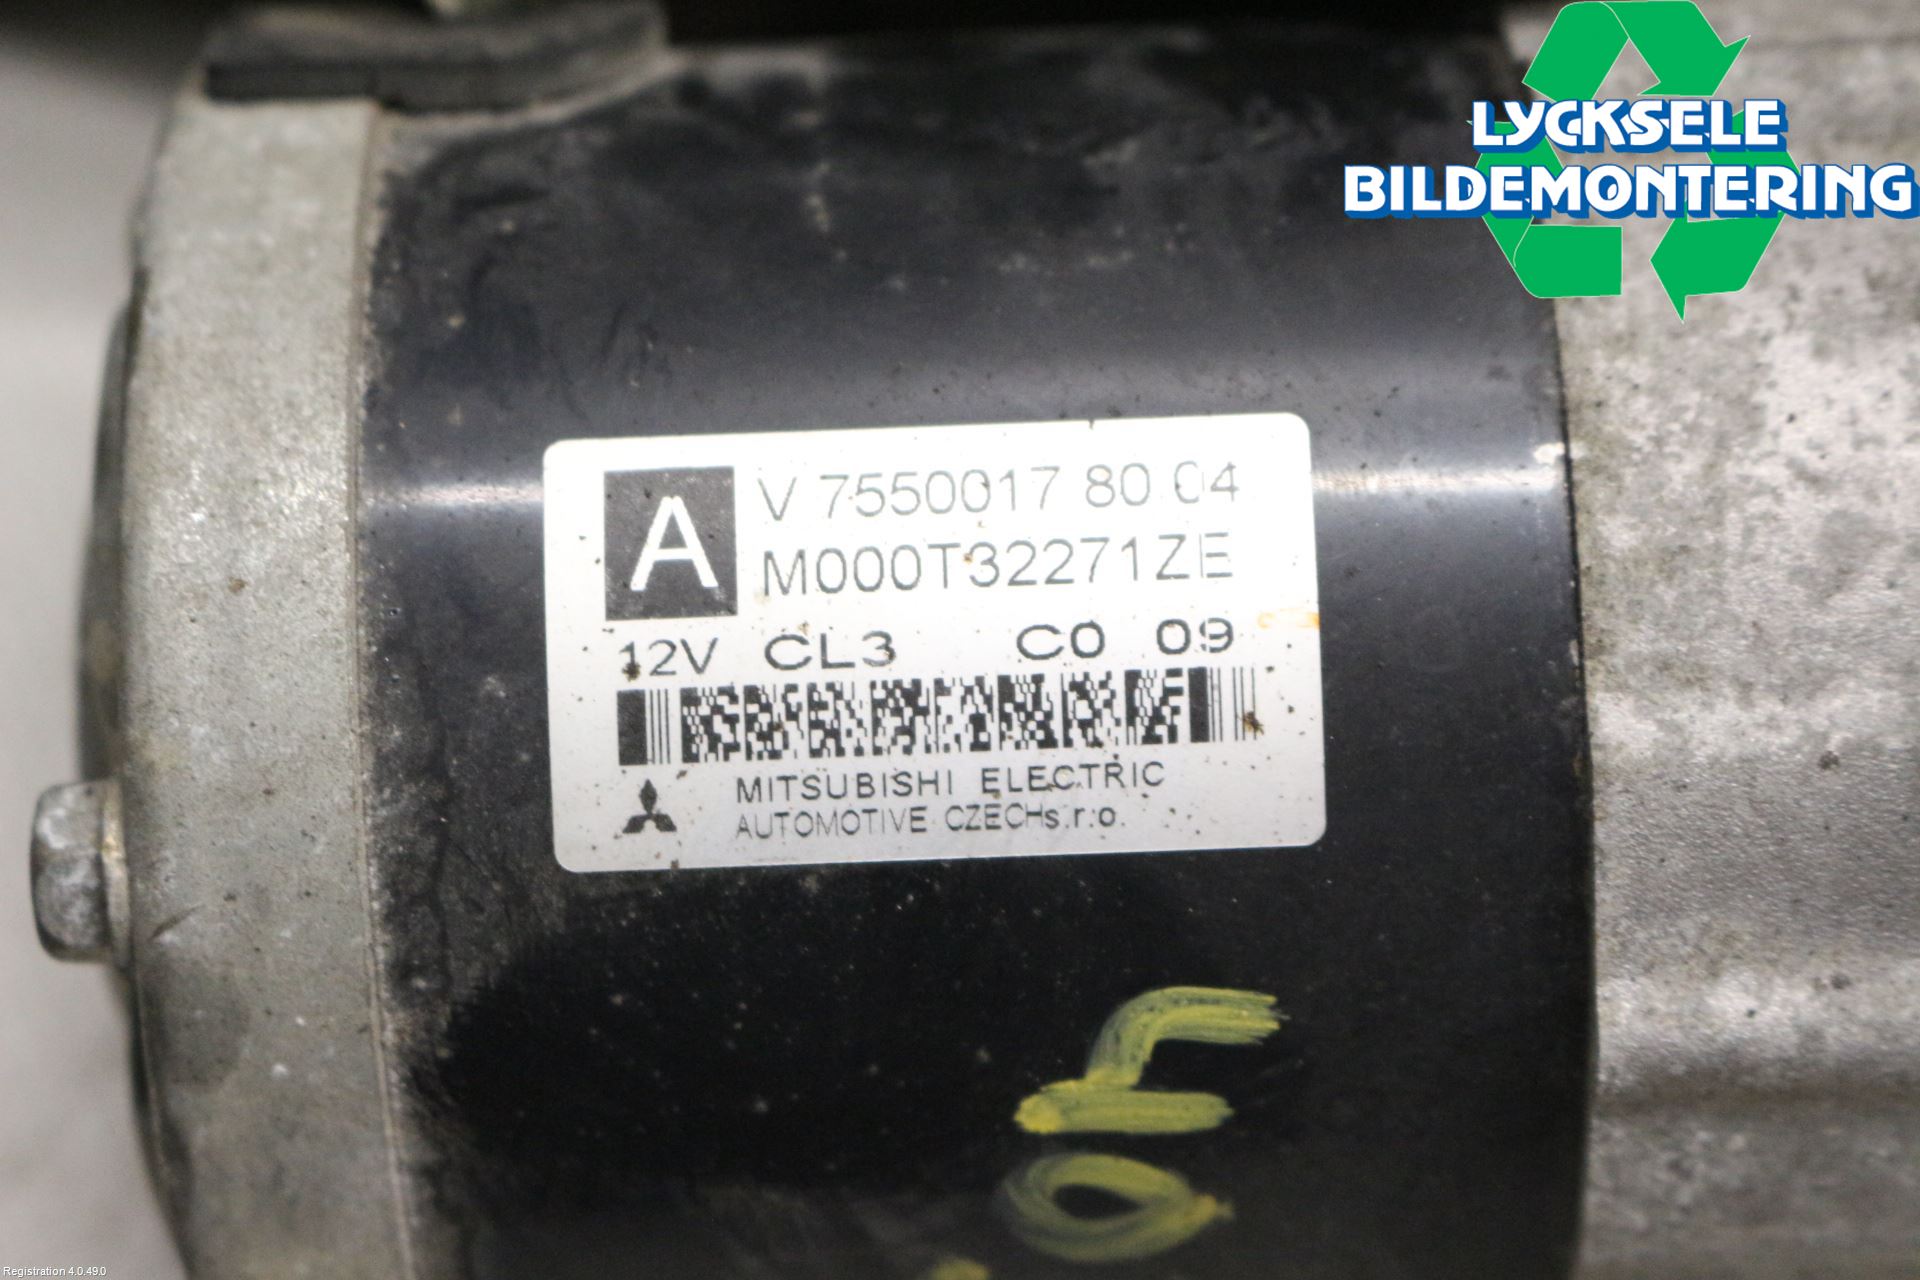 LYCKSELE
BILDEMONTERING
A
V 7550017 80 04
M000T32271ZE
12V CL3 C0 09
MITSUBISHI ELECTRIC
AUTOMOTIVE CZECHs.r.o.
Registration 4.0.49.0